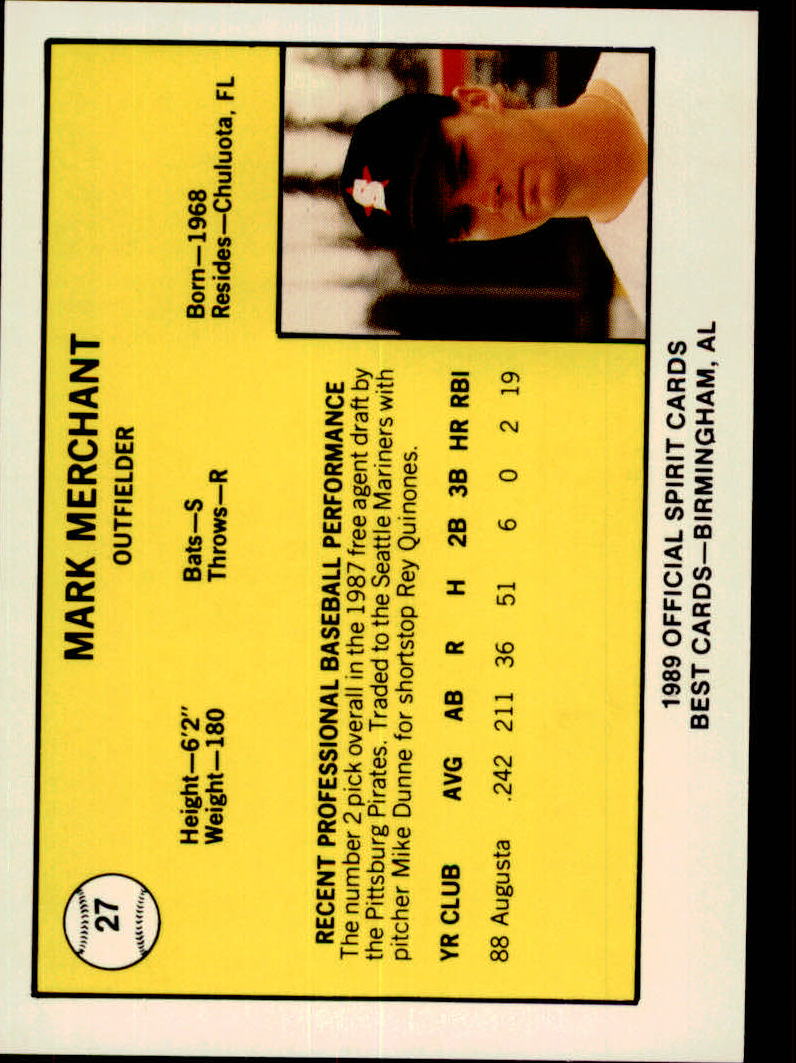 27
MARK MERCHANT
OUTFIELDER
Height—6'2" Bats—S Born—1968
Weight—180 Throws—R Resides—Chuluota, FL
RECENT PROFESSIONAL BASEBALL PERFORMANCE
The number 2 pick overall in the 1987 free agent draft by
the Pittsburg Pirates. Traded to the Seattle Mariners with
pitcher Mike Dunne for shortstop Rey Quinones.
YR CLUB AVG AB R H 2B 3B HR RBI
88 Augusta .242 211 36 51 6 0 2 19
S
1989 OFFICIAL SPIRIT CARDS
BEST CARDS—BIRMINGHAM, AL